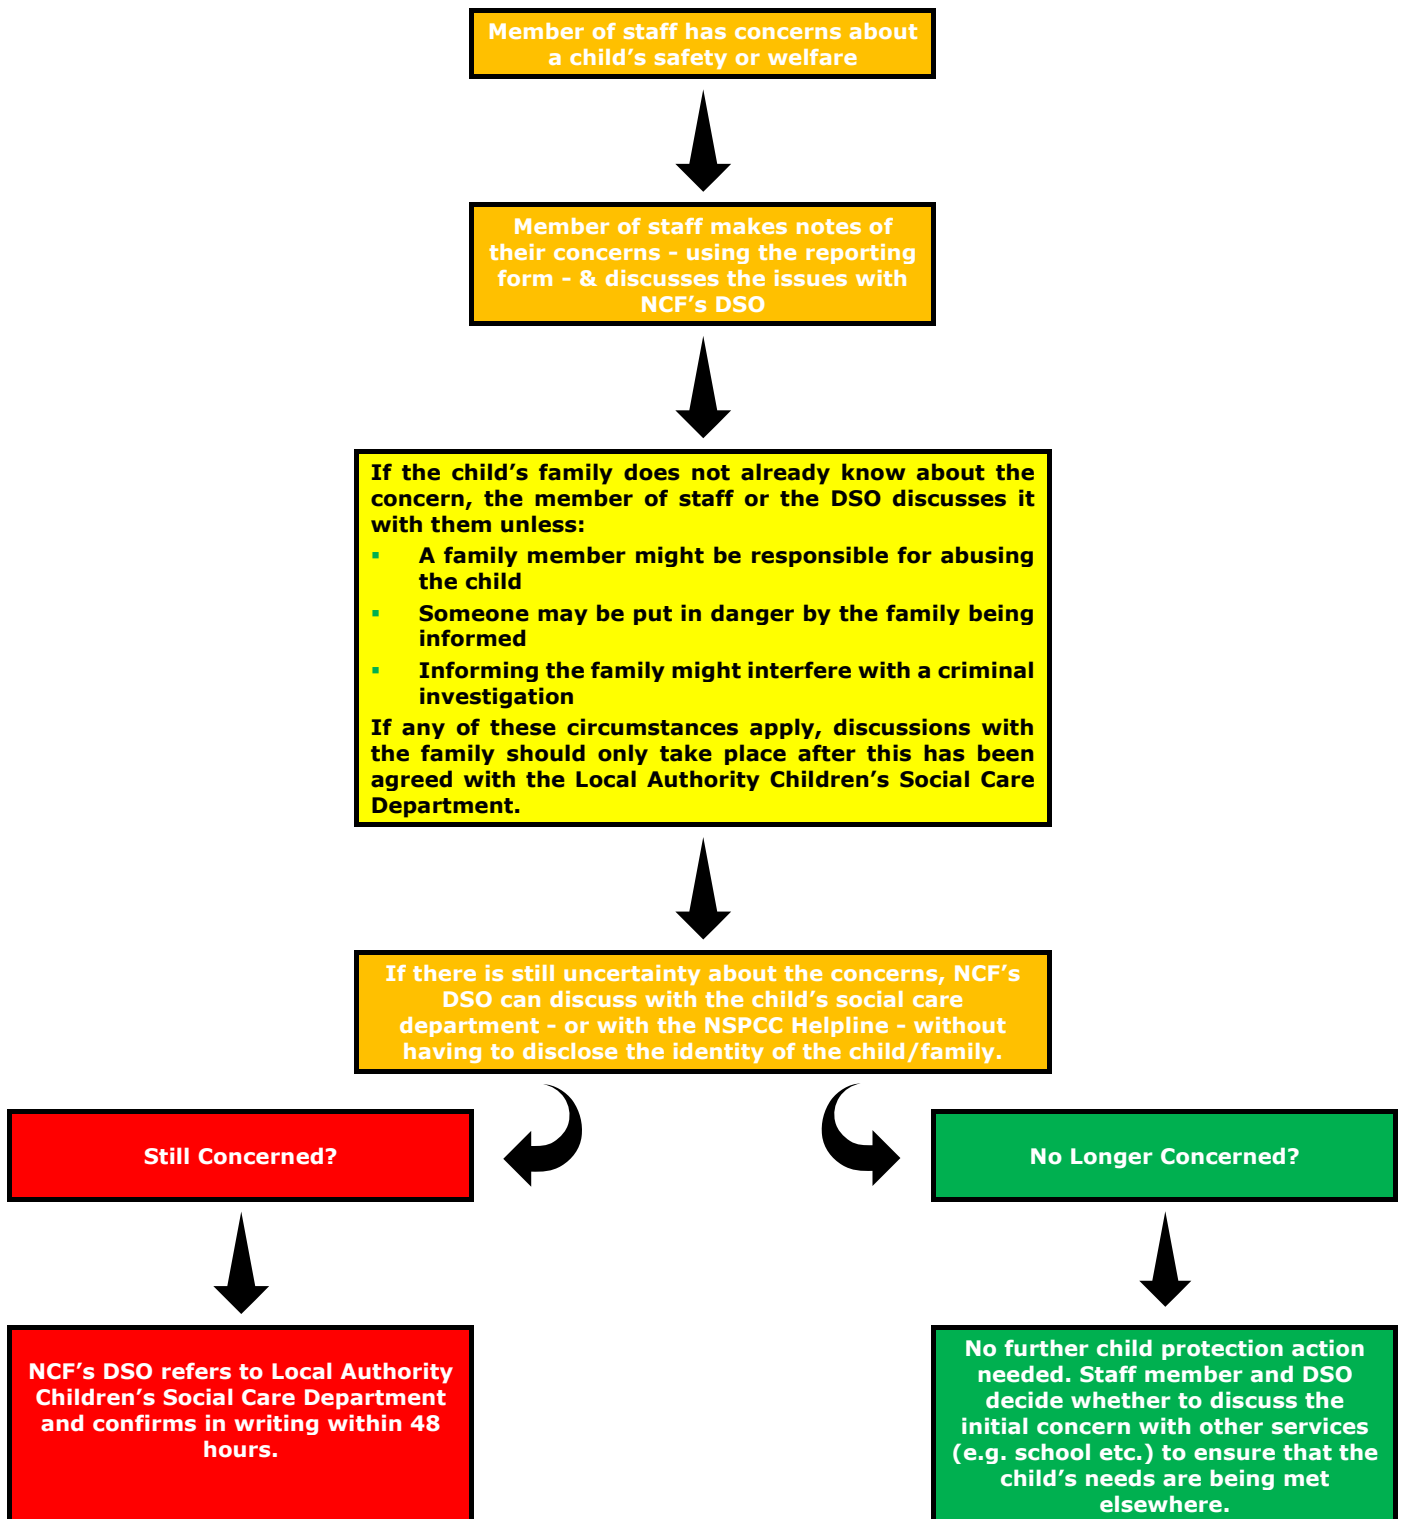 Member of staff has concerns about
a child’s safety or welfare
Member of staff makes notes of
their concerns – using the reporting
form – & discusses the issues with
NCF’s DSO
If the child’s family does not already know about the
concern, the member of staff or the DSO discusses it
with them unless:
▪ A family member might be responsible for abusing
the child
▪ Someone may be put in danger by the family being
informed
▪ Informing the family might interfere with a criminal
investigation
If any of these circumstances apply, discussions with
the family should only take place after this has been
agreed with the Local Authority Children’s Social Care
Department.
If there is still uncertainty about the concerns, NCF’s
DSO can discuss with the child’s social care
department – or with the NSPCC Helpline – without
having to disclose the identity of the child/family.
Still Concerned?
No Longer Concerned?
NCF’s DSO refers to Local Authority
Children’s Social Care Department
and confirms in writing within 48
hours.
No further child protection action
needed. Staff member and DSO
decide whether to discuss the
initial concern with other services
(e.g. school etc.) to ensure that the
child’s needs are being met
elsewhere.